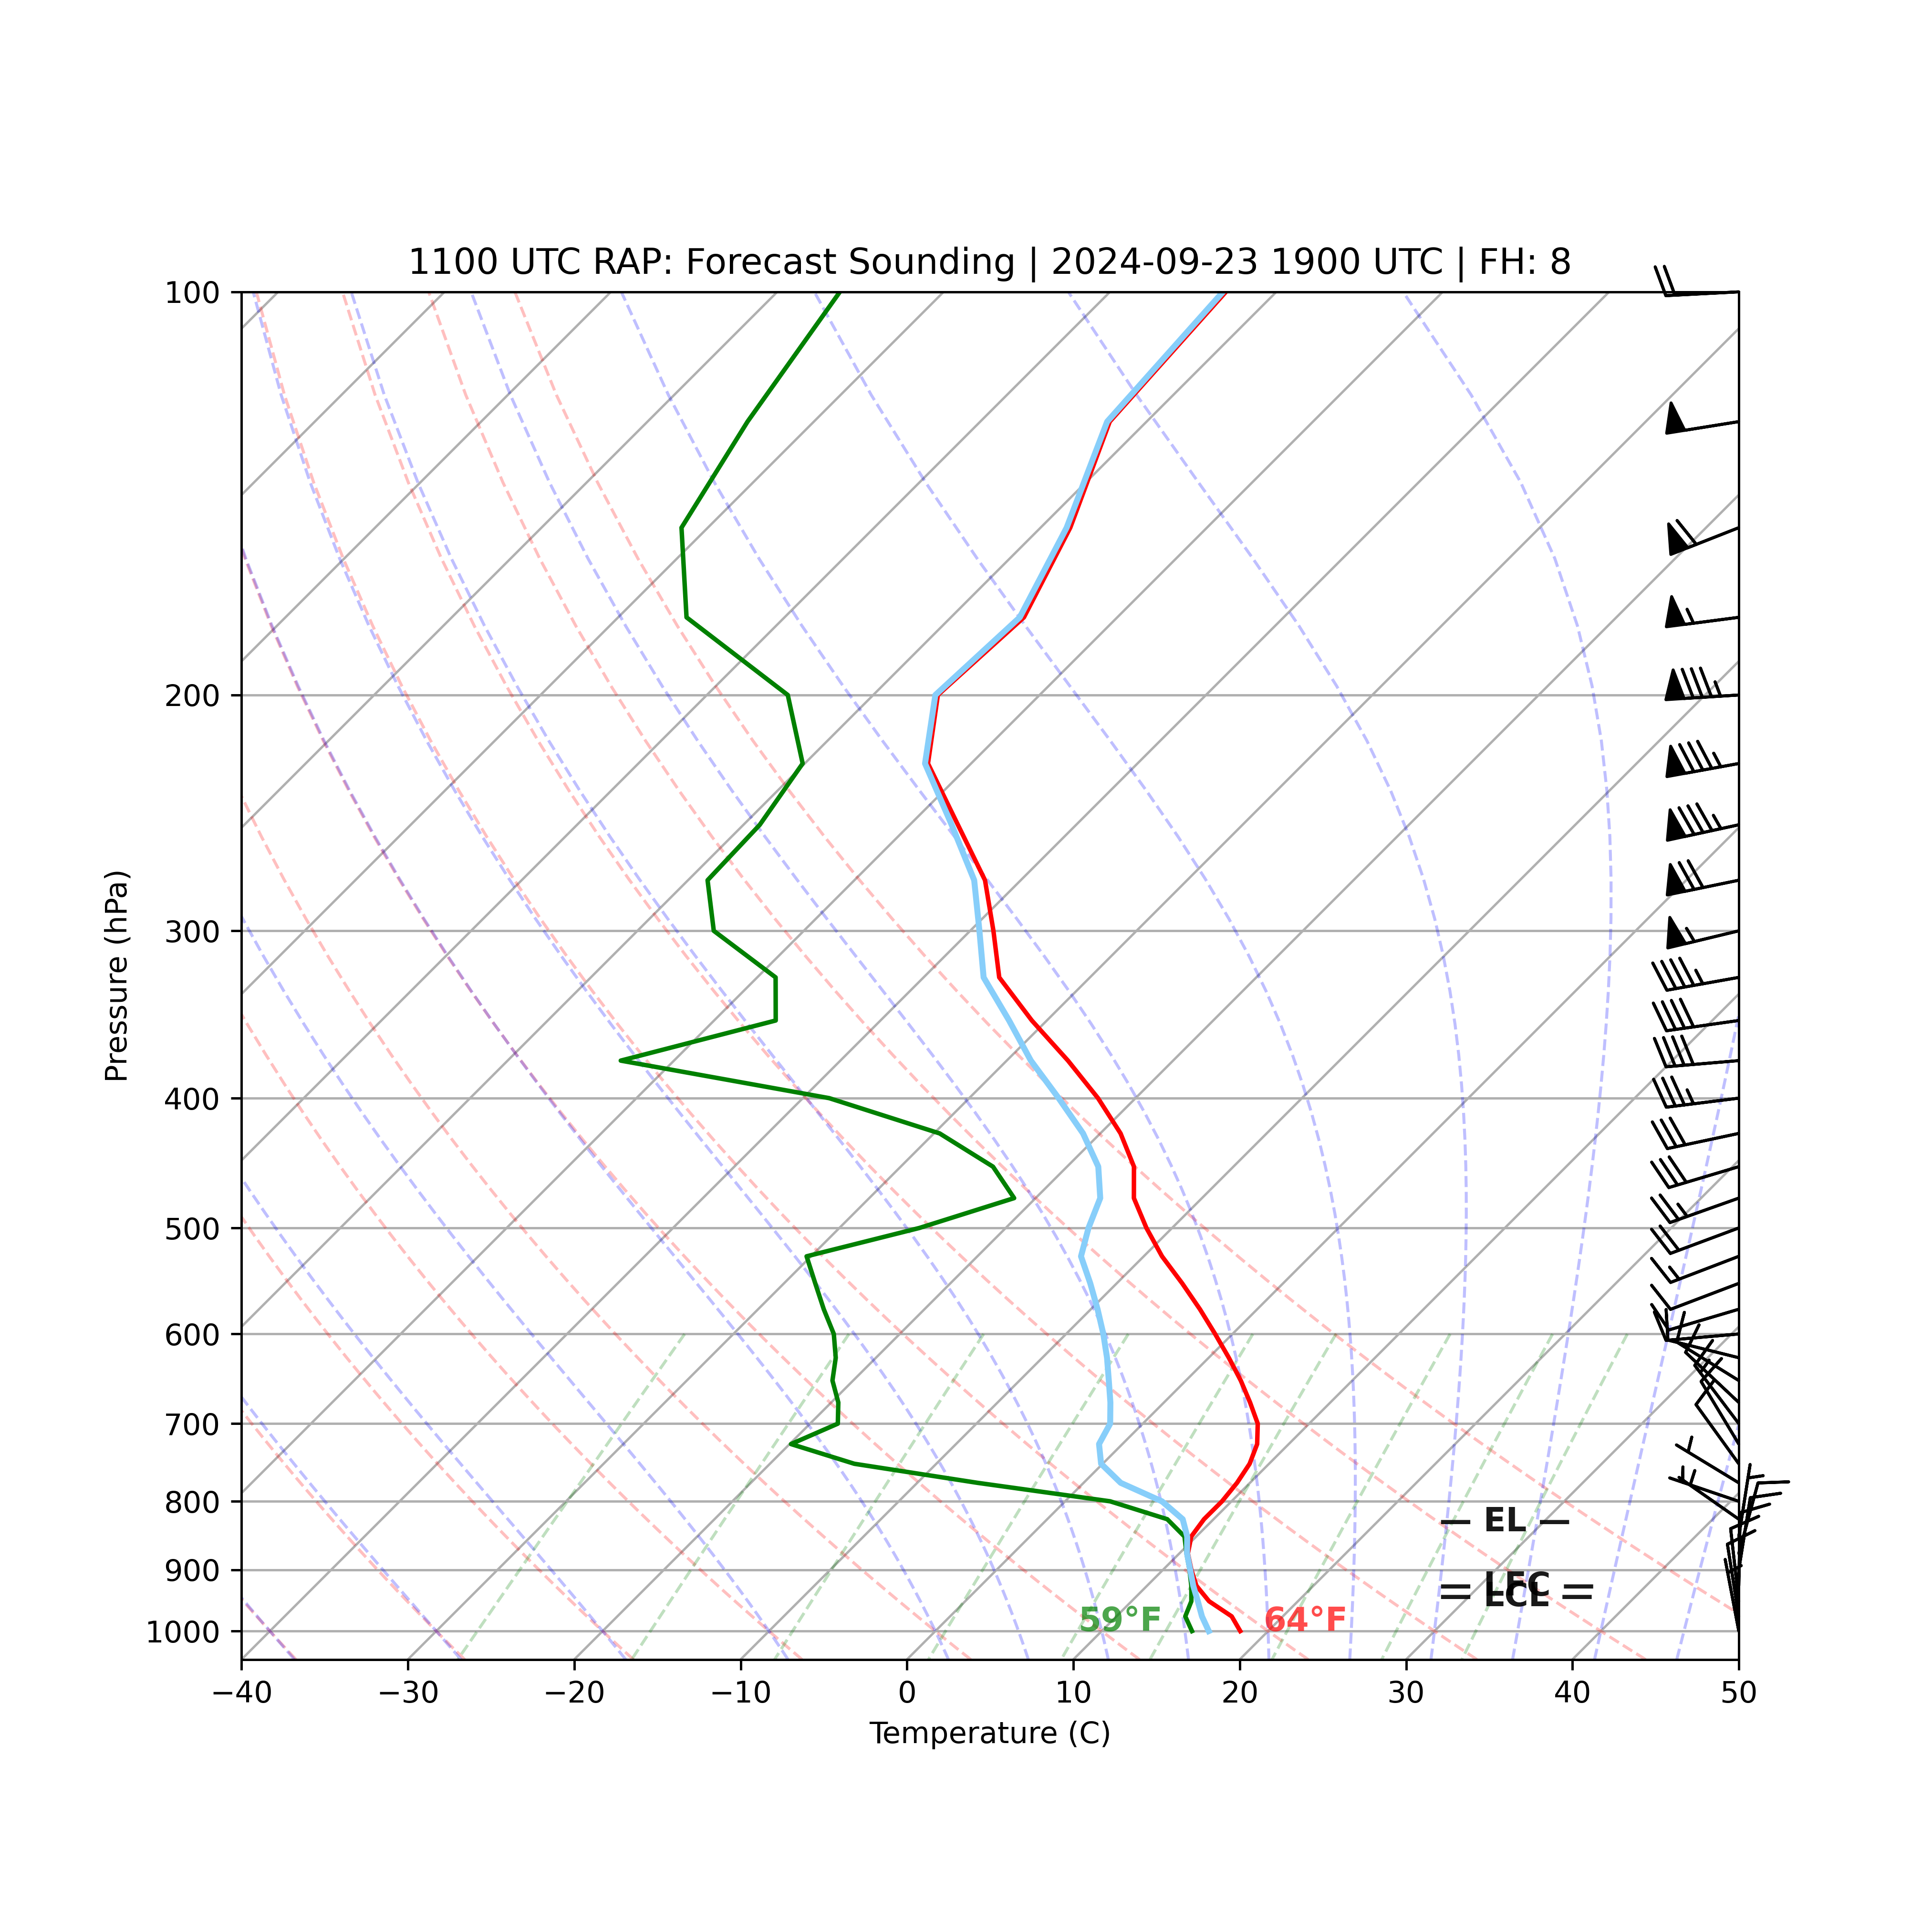 1100 UTC RAP: Forecast Sounding | 2024-09-23 1900 UTC | FH: 8
100
200
300
400
500
600
700
800
900
1000
Pressure (hPa)
— EL —
— LFC —
— LCL —
59°F
64°F
−40 −30 −20 −10 0 10 20 30 40 50
Temperature (C)